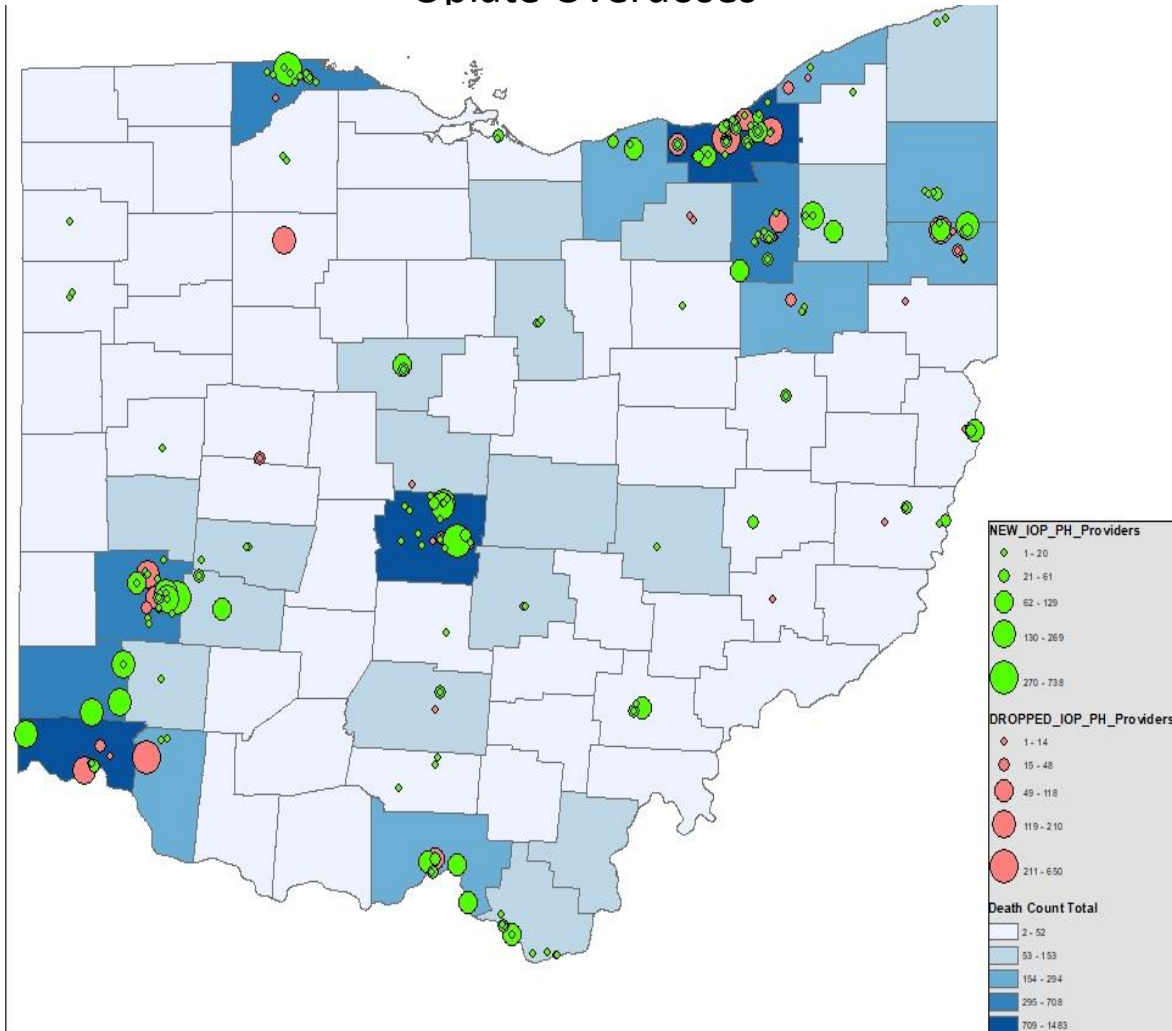 Opiate Overdoses
NEW_IOP_PH_Providers
1 - 20
21 - 61
62 - 129
130 - 269
270 - 738
DROPPED_IOP_PH_Providers
1 - 14
15 - 48
49 - 118
119 - 210
211 - 650
Death Count Total
2 - 52
53 - 153
154 - 294
295 - 708
709 - 1483